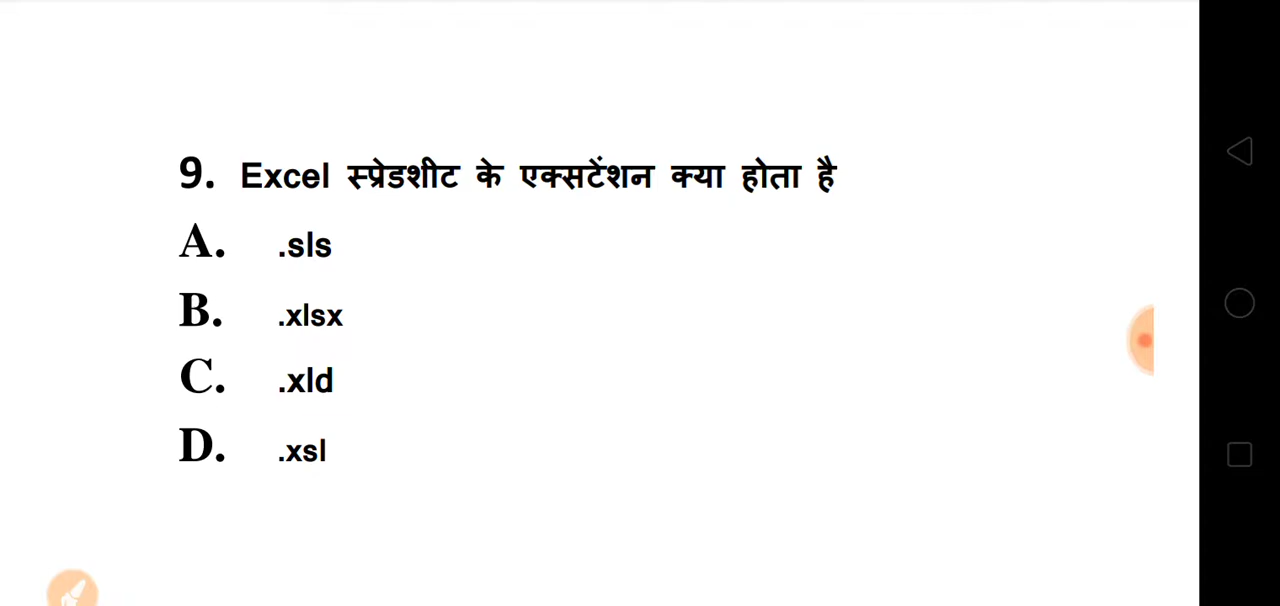 9. Excel स्प्रेडशीट के एक्सटेंशन क्या होता है
A. .sls
B. .xlsx
C. .xld
D. .xsl